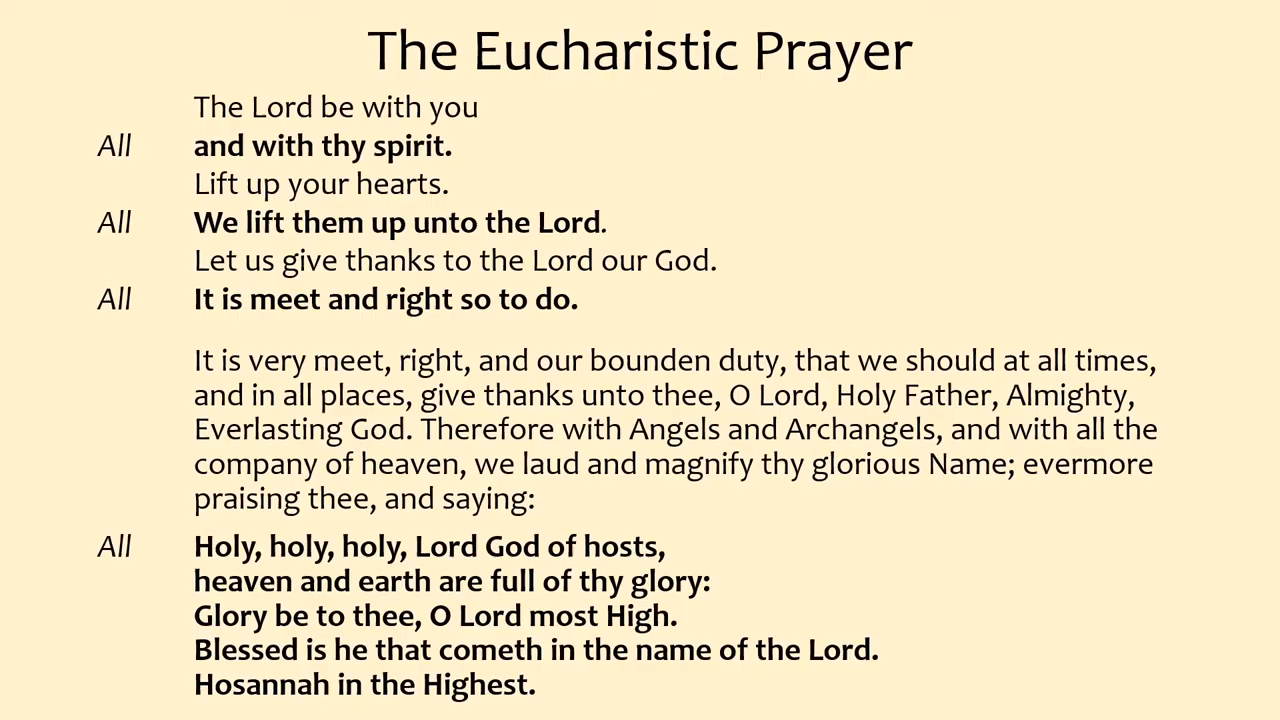 The Eucharistic Prayer
The Lord be with you
All and with thy spirit.
Lift up your hearts.
All We lift them up unto the Lord.
Let us give thanks to the Lord our God.
All It is meet and right so to do.
It is very meet, right, and our bounden duty, that we should at all times,
and in all places, give thanks unto thee, O Lord, Holy Father, Almighty,
Everlasting God. Therefore with Angels and Archangels, and with all the
company of heaven, we laud and magnify thy glorious Name; evermore
praising thee, and saying:
All Holy, holy, holy, Lord God of hosts,
heaven and earth are full of thy glory:
Glory be to thee, O Lord most High.
Blessed is he that cometh in the name of the Lord.
Hosannah in the Highest.